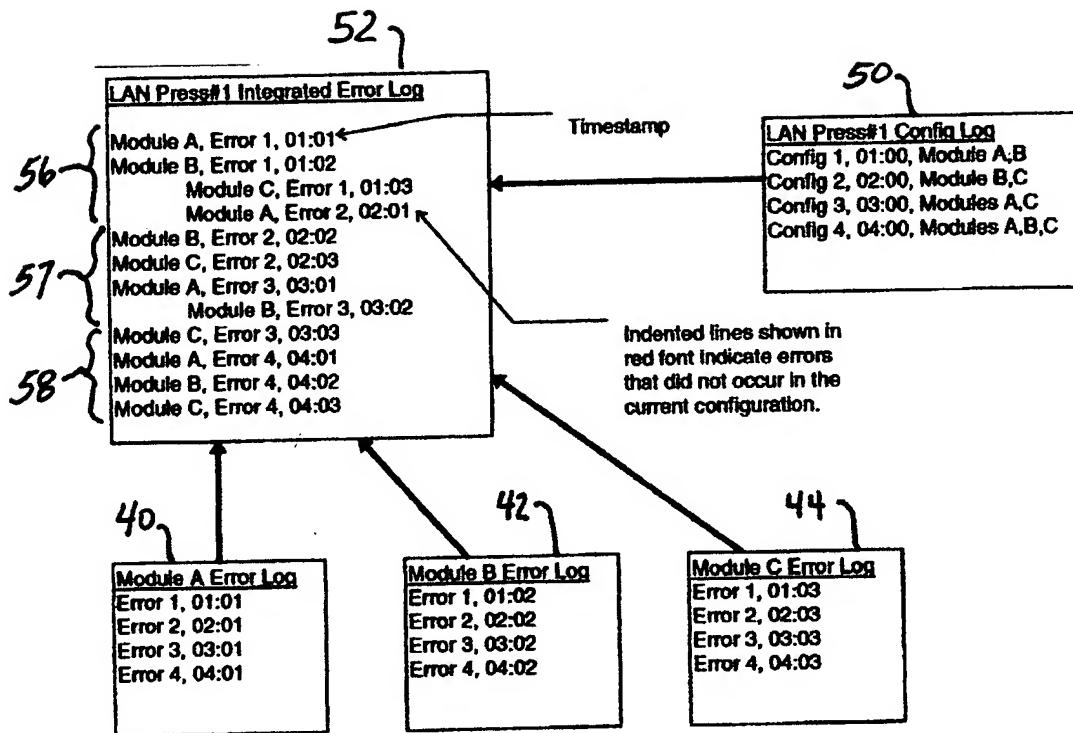 52
LAN Press#1 Integrated Error Log
Module A, Error 1, 01:01
Module B, Error 1, 01:02
Module C, Error 1, 01:03
Module A, Error 2, 02:01
Module B, Error 2, 02:02
Module C, Error 2, 02:03
Module A, Error 3, 03:01
Module B, Error 3, 03:02
Module C, Error 3, 03:03
Module A, Error 4, 04:01
Module B, Error 4, 04:02
Module C, Error 4, 04:03
56
57
58
Timestamp
50
LAN Press#1 Config Log
Config 1, 01:00, Module A,B
Config 2, 02:00, Module B,C
Config 3, 03:00, Modules A,C
Config 4, 04:00, Modules A,B,C
Indented lines shown in
red font indicate errors
that did not occur in the
current configuration.
40
Module A Error Log
Error 1, 01:01
Error 2, 02:01
Error 3, 03:01
Error 4, 04:01
42
Module B Error Log
Error 1, 01:02
Error 2, 02:02
Error 3, 03:02
Error 4, 04:02
44
Module C Error Log
Error 1, 01:03
Error 2, 02:03
Error 3, 03:03
Error 4, 04:03